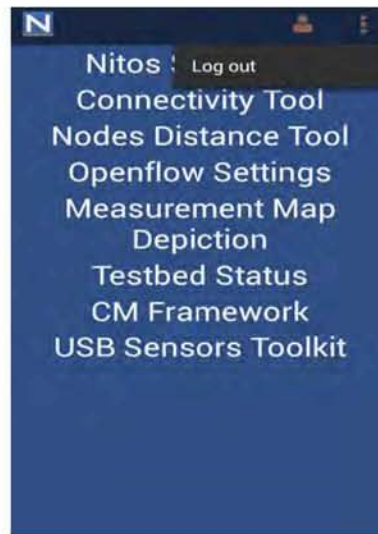 N
Log out
Nitos
Connectivity Tool
Nodes Distance Tool
Openflow Settings
Measurement Map
Depiction
Testbed Status
CM Framework
USB Sensors Toolkit